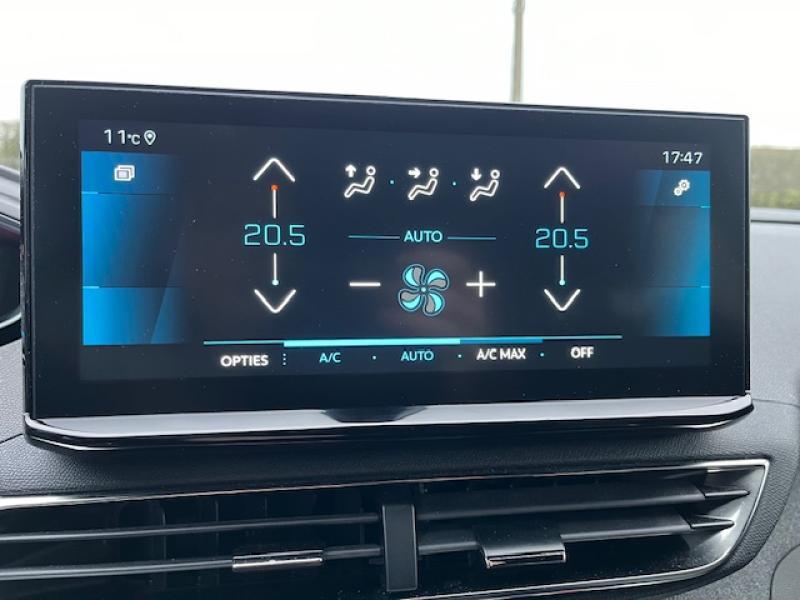 11°C
17:47
20.5
20.5
AUTO
OPTIES A/C AUTO A/C MAX OFF